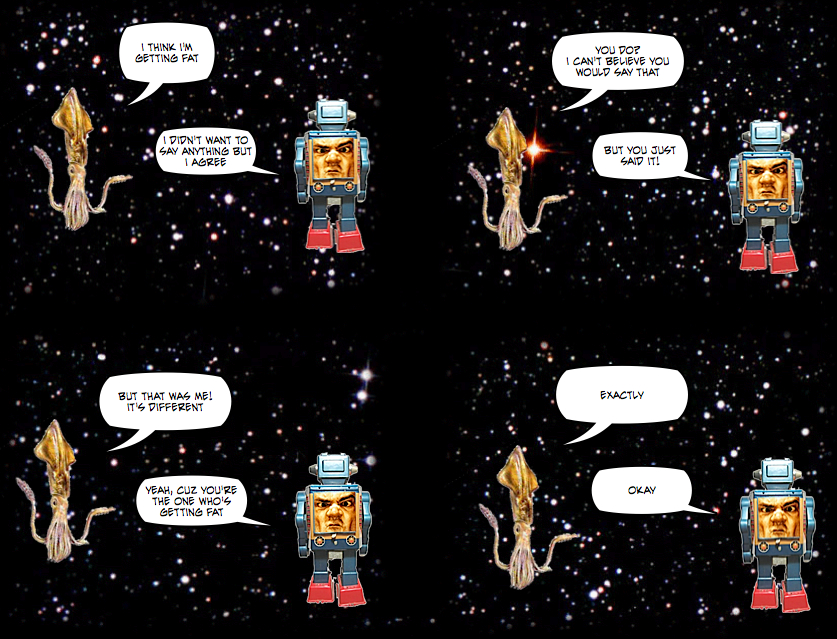 I THINK I'M
GETTING FAT
I DIDN'T WANT TO
SAY ANYTHING BUT
I AGREE
YOU DO?
I CAN'T BELIEVE YOU
WOULD SAY THAT
BUT YOU JUST
SAID IT!
BUT THAT WAS ME!
IT'S DIFFERENT
YEAH, CUZ YOU'RE
THE ONE WHO'S
GETTING FAT
EXACTLY
OKAY